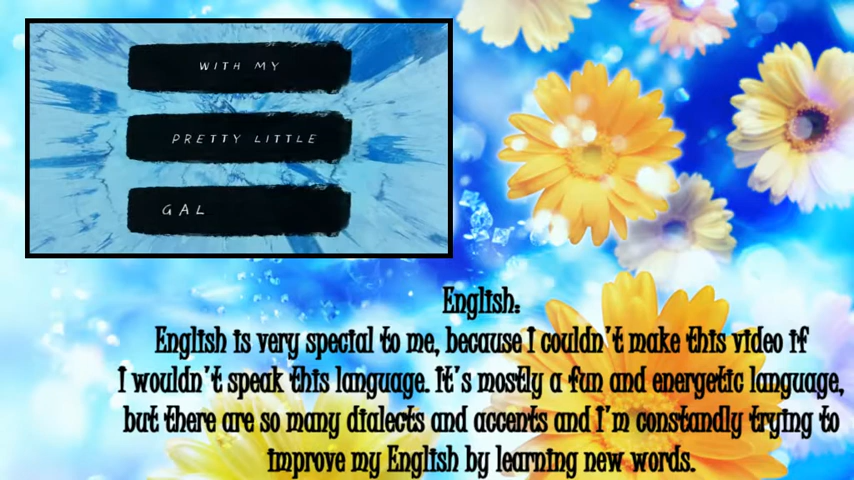 WITH MY
PRETTY LITTLE
GAL
English:
English is very special to me, because I couldn't make this video if
I wouldn't speak this language. It's mostly a fun and energetic language,
but there are so many dialects and accents and I'm constandly trying to
improve my English by learning new words.